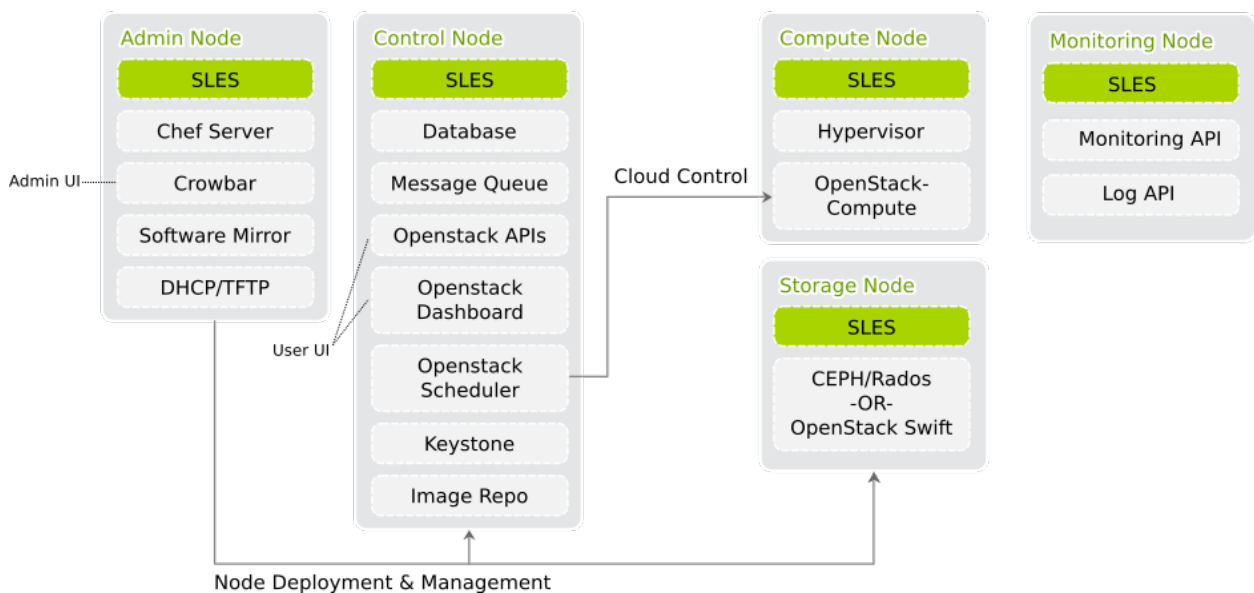 Admin Node
SLES
Chef Server
Crowbar
Software Mirror
DHCP/TFTP
Admin UI
Control Node
SLES
Database
Message Queue
Openstack APIs
Openstack
Dashboard
Openstack
Scheduler
Keystone
Image Repo
User UI
Cloud Control
Compute Node
SLES
Hypervisor
OpenStack-
Compute
Monitoring Node
SLES
Monitoring API
Log API
Storage Node
SLES
CEPH/Rados
-OR-
OpenStack Swift
Node Deployment & Management